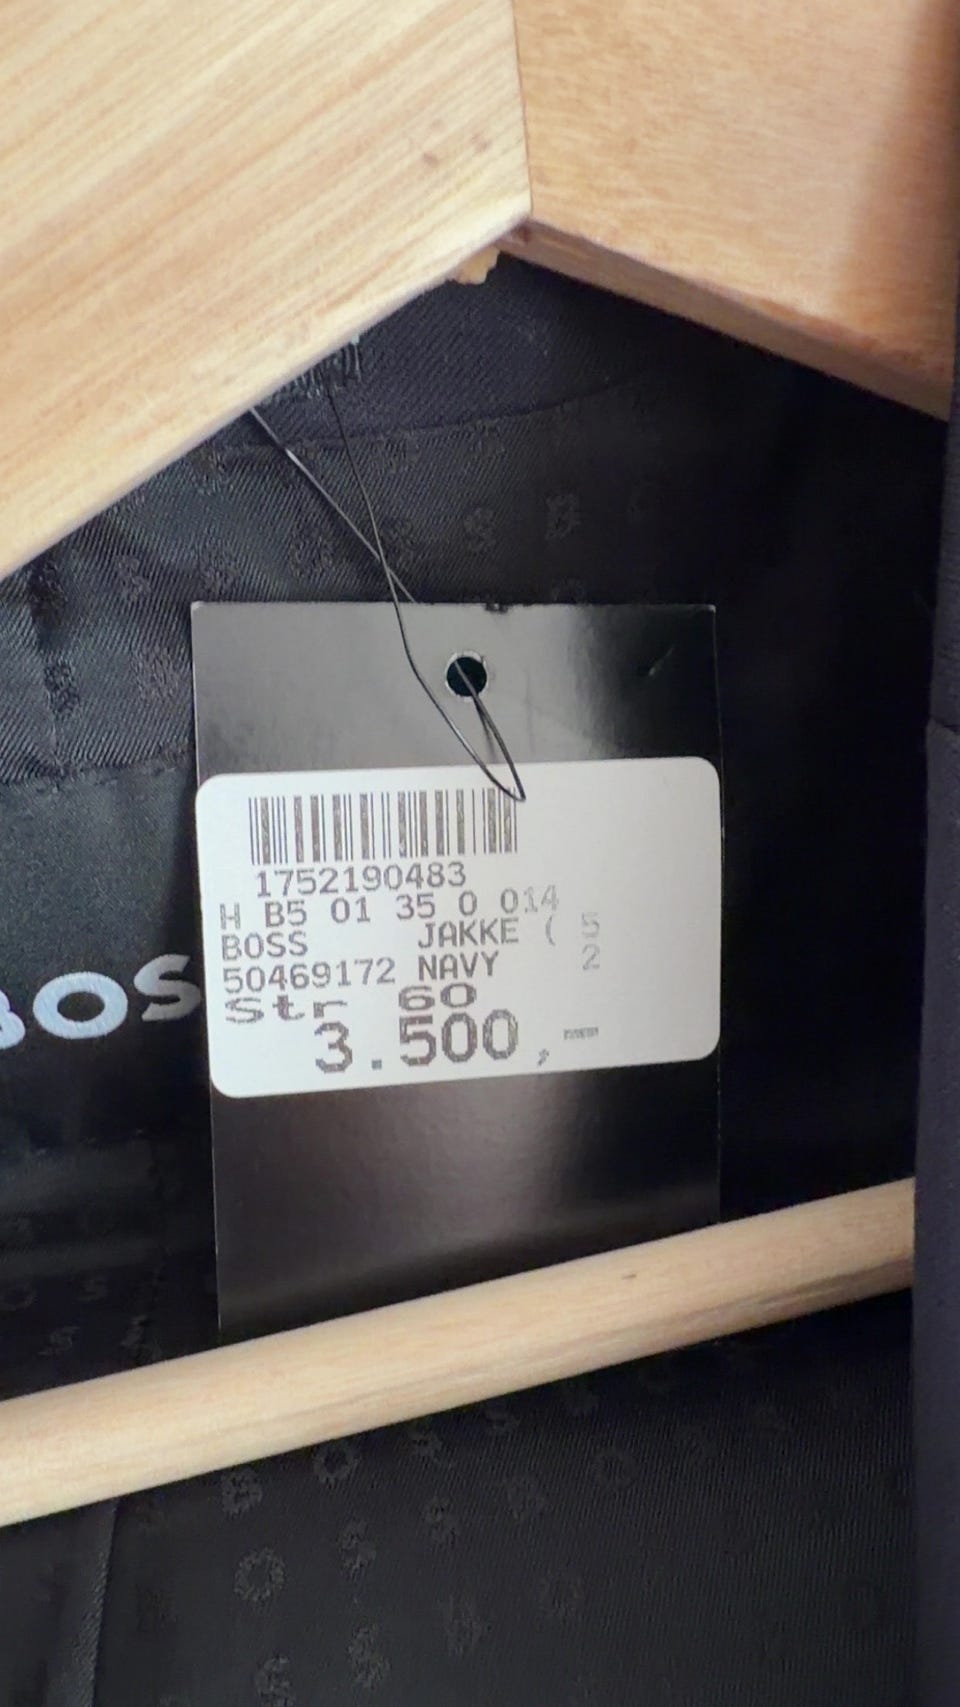 1752190483
H B5 01 35 0 014
BOSS JAKKE ( 5
50469172 NAVY 2
Str 60
3.500,-
BOS